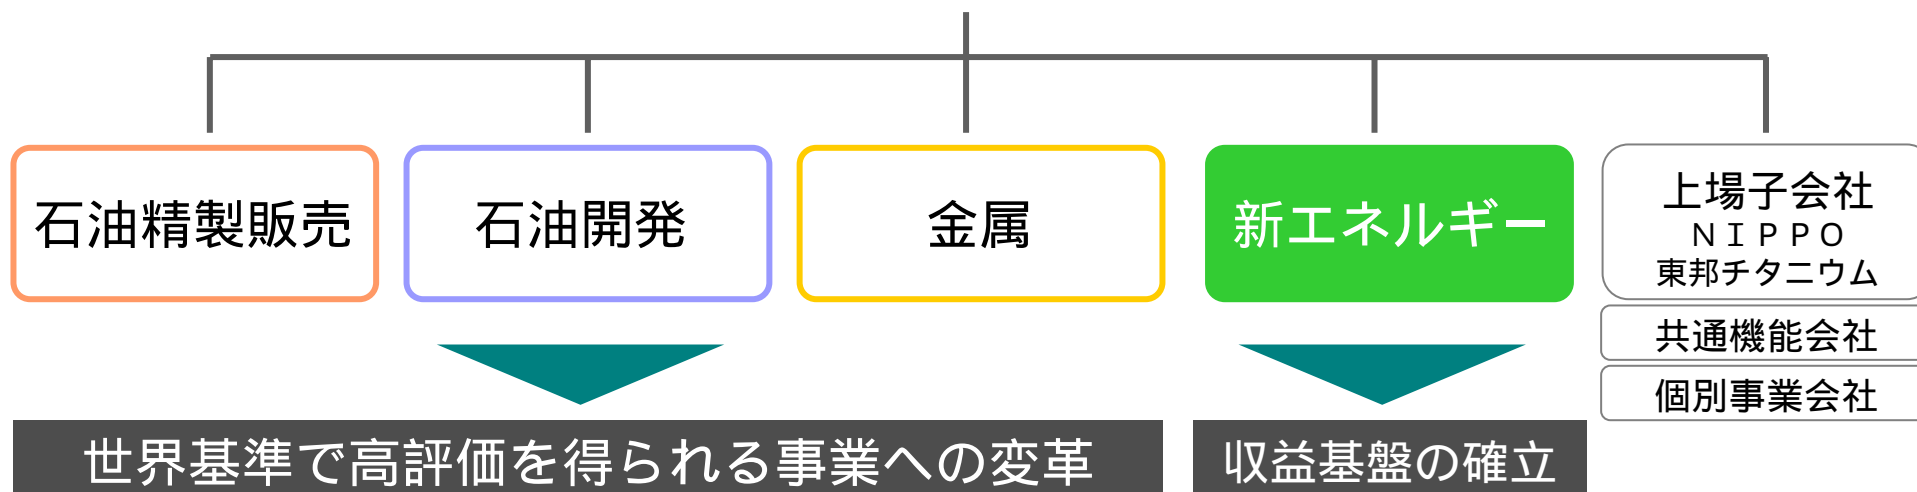 石油精製販売
石油開発
金属
新エネルギー
上場子会社
ＮＩＰＰＯ
東邦チタニウム
共通機能会社
個別事業会社
世界基準で高評価を得られる事業への変革
収益基盤の確立